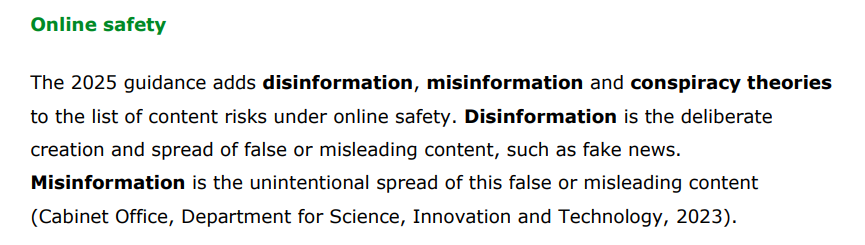 Online safety
The 2025 guidance adds disinformation, misinformation and conspiracy theories
to the list of content risks under online safety. Disinformation is the deliberate
creation and spread of false or misleading content, such as fake news.
Misinformation is the unintentional spread of this false or misleading content
(Cabinet Office, Department for Science, Innovation and Technology, 2023).